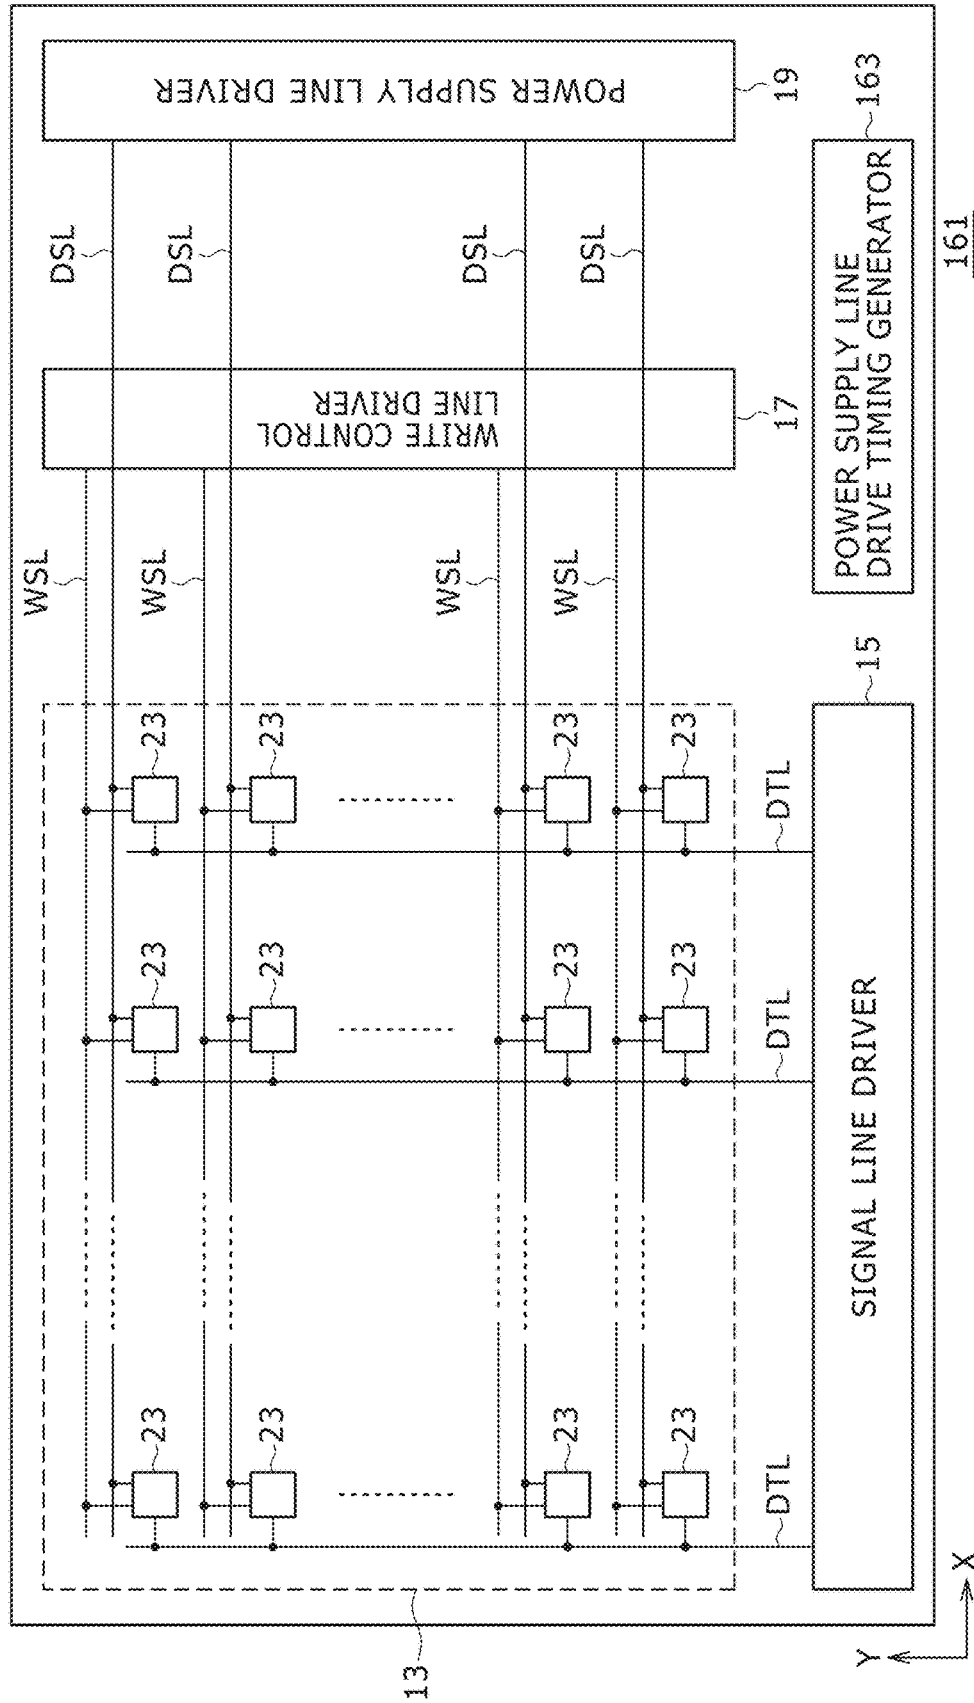 WSL
DSL
23
23
23
WSL
DSL
23
23
23
13
WRITE CONTROL
LINE DRIVER
POWER SUPPLY LINE DRIVER
WSL
DSL
23
23
23
WSL
DSL
23
23
23
DTL
DTL
DTL
17
19
SIGNAL LINE DRIVER
15
POWER SUPPLY LINE
DRIVE TIMING GENERATOR
163
Y
X
161